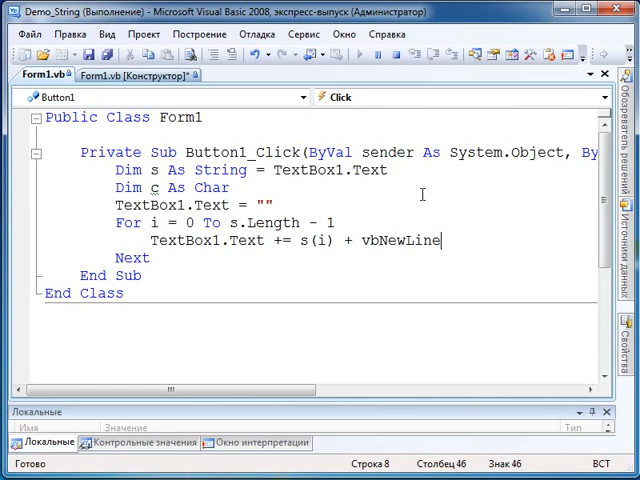 Demo_String (Выполнение) - Microsoft Visual Basic 2008, экспресс-выпуск (Администратор)
Файл Правка Вид Проект Построение Отладка Сервис Окно Справка
Form1.vb Form1.vb [Конструктор]*
Button1 Click
Public Class Form1
Private Sub Button1_Click(ByVal sender As System.Object, By
Dim s As String = TextBox1.Text
Dim c As Char
TextBox1.Text = ""
For i = 0 To s.Length - 1
TextBox1.Text += s(i) + vbNewLine
Next
End Sub
End Class
Обозреватель решений
Свойства
Локальные
Имя Значение Тип
Локальные Контрольные значения Окно интерпретации
Готово Строка 8 Столбец 46 Знак 46